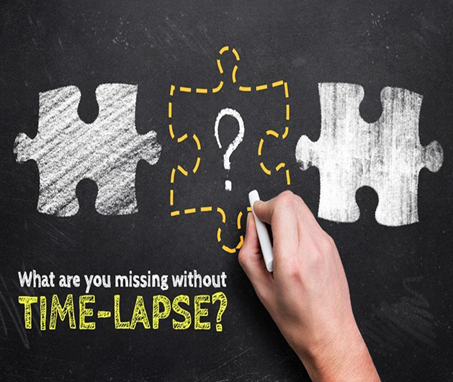 ?
What are you missing without
TIME-LAPSE?